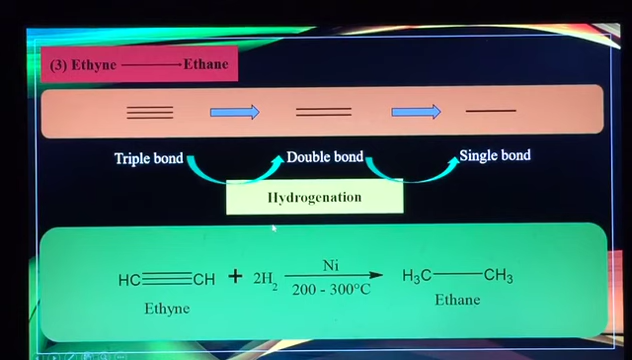 (3) Ethyne ——— Ethane
Triple bond Double bond Single bond
Hydrogenation
HC≡CH + 2H₂ Ni 200 - 300°C H₃C—CH₃
Ethyne Ethane